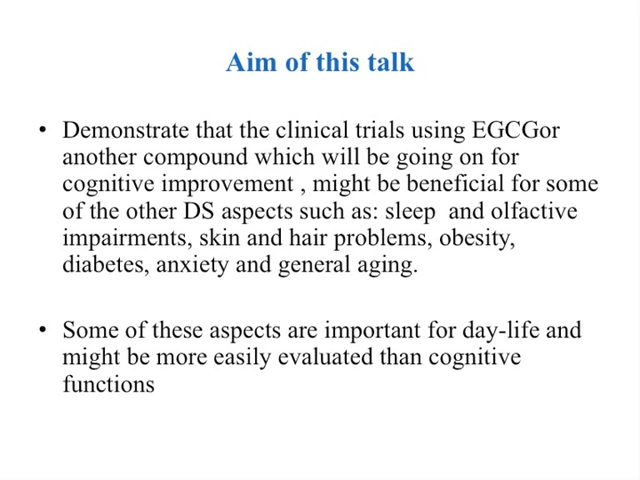 Aim of this talk
• Demonstrate that the clinical trials using EGCGor
another compound which will be going on for
cognitive improvement , might be beneficial for some
of the other DS aspects such as: sleep  and olfactive
impairments, skin and hair problems, obesity,
diabetes, anxiety and general aging.
• Some of these aspects are important for day-life and
might be more easily evaluated than cognitive
functions